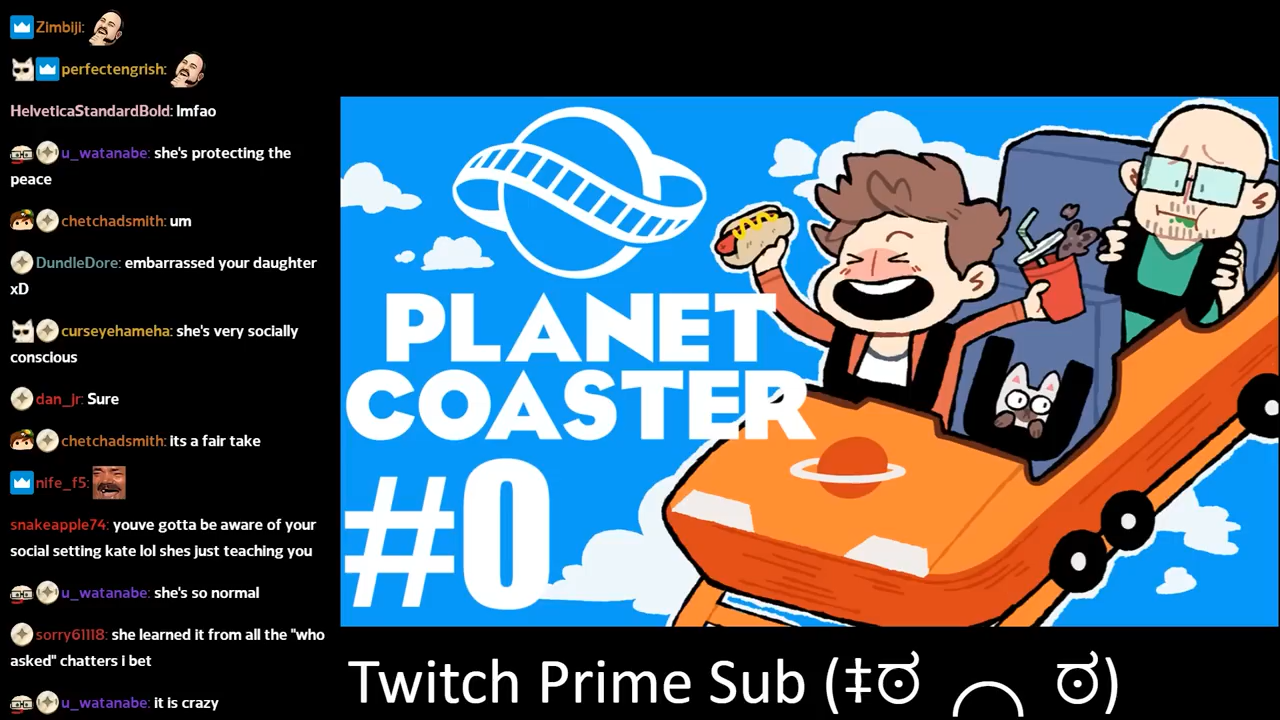 Zimbiji:
perfectengrish:
HelveticaStandardBold: lmfao
u_watanabe: she's protecting the
peace
chetchadsmith: um
DundleDore: embarrassed your daughter
xD
curseyehameha: she's very socially
conscious
dan_jr: Sure
chetchadsmith: its a fair take
nife_f5:
snakeapple74: youve gotta be aware of your
social setting kate lol shes just teaching you
u_watanabe: she's so normal
sorry61118: she learned it from all the "who
asked" chatters i bet
u_watanabe: it is crazy
PLANET
COASTER
#0
Twitch Prime Sub (‡ಠ ⁔ ಠ)